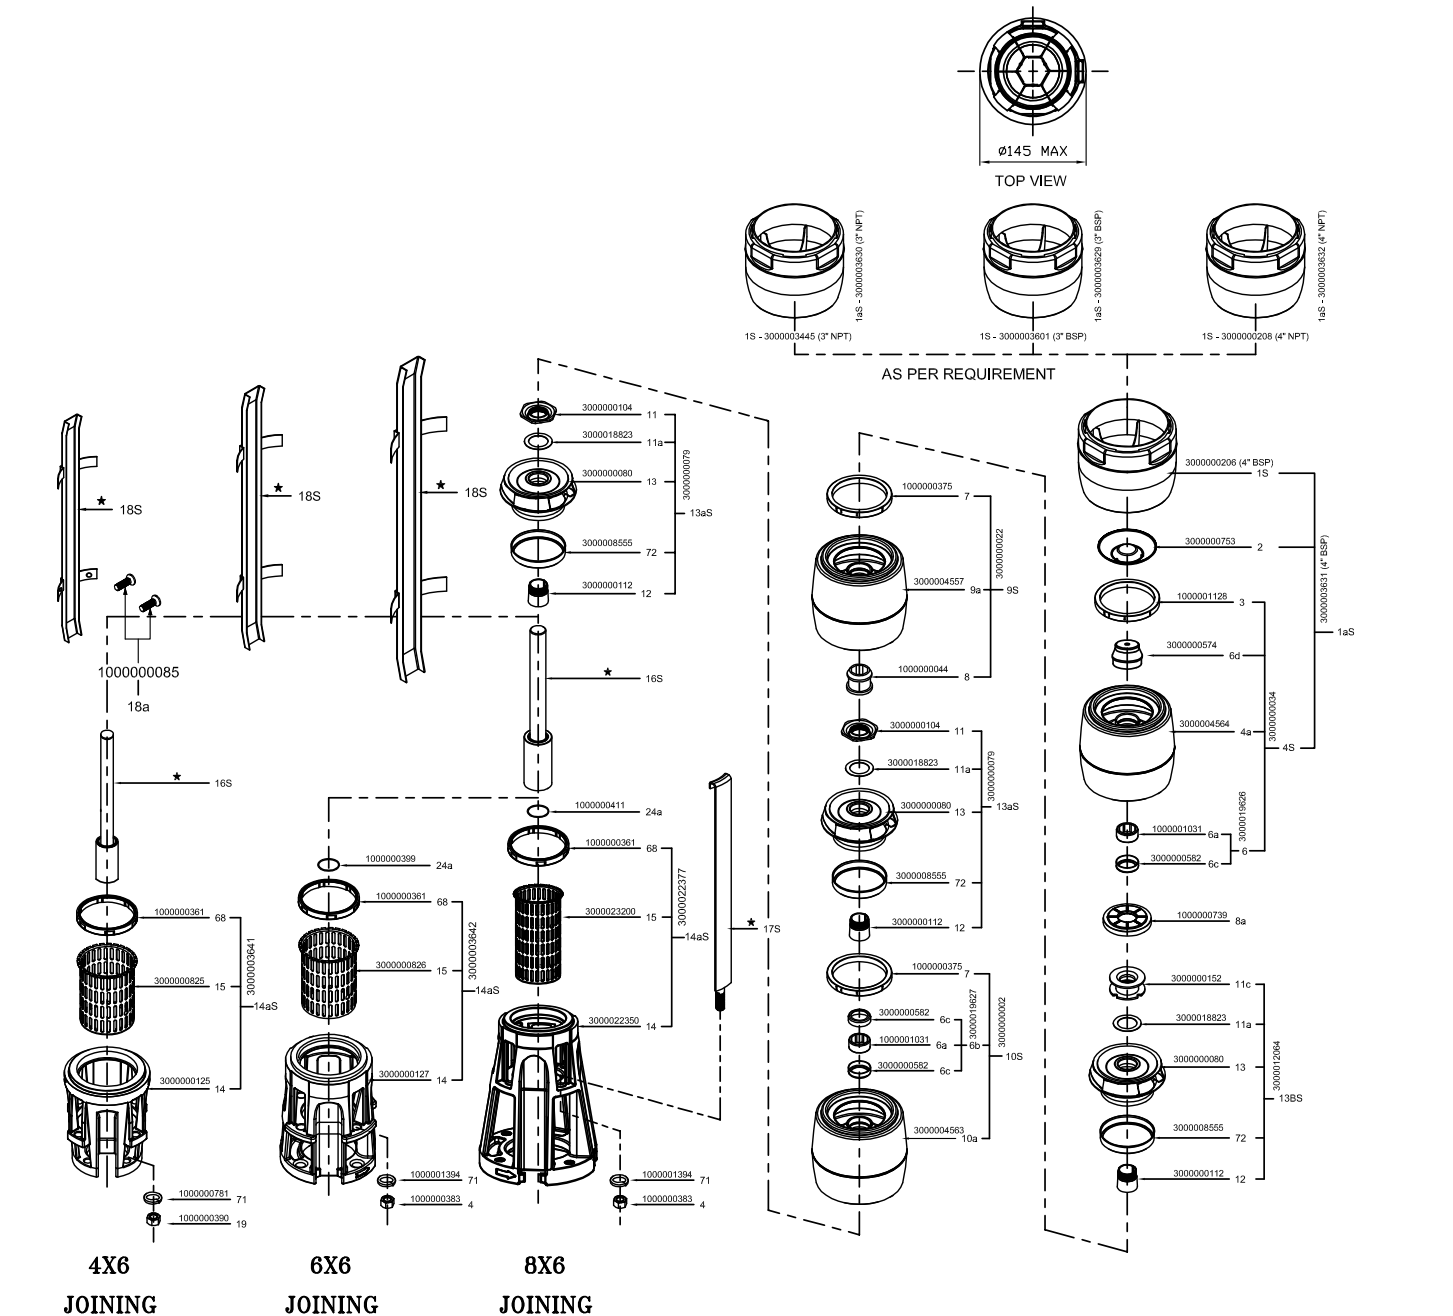 Ø145 MAX
TOP VIEW
1aS - 3000003630 (3" NPT)
1S - 3000003445 (3" NPT)
1aS - 3000003629 (3" BSP)
1S - 3000003601 (3" BSP)
1aS - 3000003632 (4" NPT)
1S - 3000000208 (4" NPT)
AS PER REQUIREMENT
★ 18S
★ 18S
★ 18S
1000000085
18a
★ 16S
1000000361 68
3000000825 15
3000003641
14aS
3000000125 14
1000000781 71
1000000390 19
4X6
JOINING
1000000399 24a
1000000361 68
3000000826 15
3000003642
14aS
3000000127 14
1000001394 71
1000000383 4
6X6
JOINING
3000000104 11
3000018823 11a
3000000080 13
3000000079
13aS
3000008555 72
3000000112 12
★ 16S
1000000411 24a
1000000361 68
3000023200 15
3000022377
14aS
3000022350 14
★ 17S
1000001394 71
1000000383 4
8X6
JOINING
1000000375 7
3000000022
3000004557 9a 9S
1000000044 8
3000000104 11
3000018823 11a
3000000079
3000000080 13 13aS
3000008555 72
3000000112 12
1000000375 7
3000000582 6c
3000019627
3000000002
1000001031 6a 6b
3000000582 6c
10S
3000004563 10a
3000000206 (4" BSP)
1S
3000000753 2
3000003631 (4" BSP)
1000001128 3
1aS
3000000574 6d
3000000034
3000004564 4a
4S
3000019626
1000001031 6a
6
3000000582 6c
1000000739 8a
3000000152 11c
3000018823 11a
3000000080 13
3000012064
13BS
3000008555 72
3000000112 12